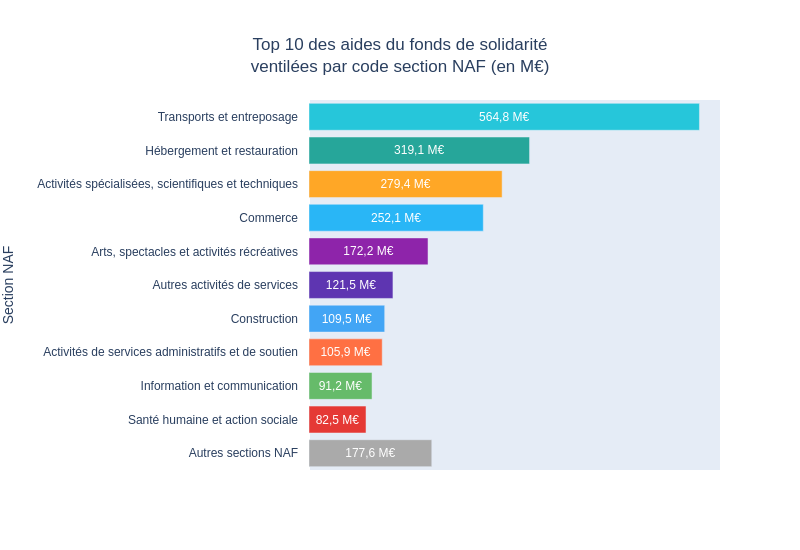 Top 10 des aides du fonds de solidarité
ventilées par code section NAF (en M€)
Section NAF
Transports et entreposage 564,8 M€
Hébergement et restauration 319,1 M€
Activités spécialisées, scientifiques et techniques 279,4 M€
Commerce 252,1 M€
Arts, spectacles et activités récréatives 172,2 M€
Autres activités de services 121,5 M€
Construction 109,5 M€
Activités de services administratifs et de soutien 105,9 M€
Information et communication 91,2 M€
Santé humaine et action sociale 82,5 M€
Autres sections NAF 177,6 M€